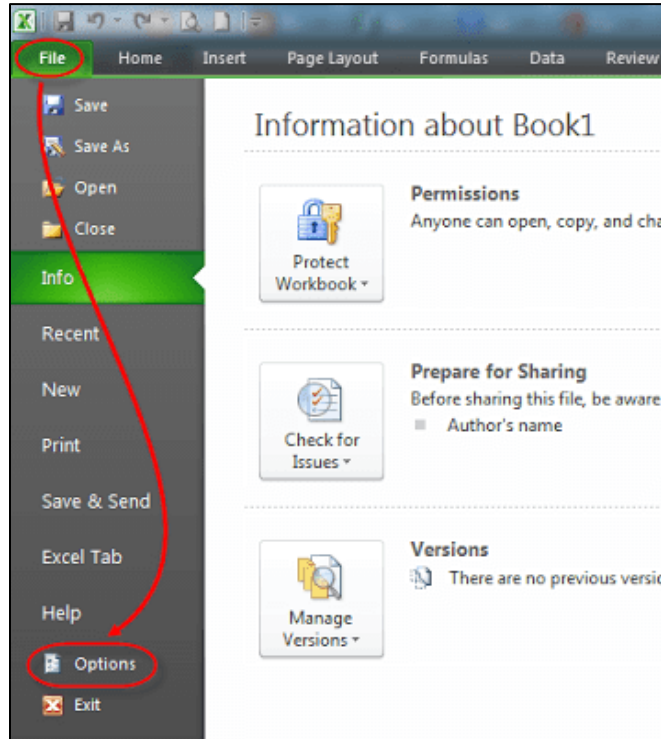 File Home Insert Page Layout Formulas Data Review
Save
Save As
Open
Close
Info
Recent
New
Print
Save & Send
Excel Tab
Help
Options
Exit
Information about Book1
Protect
Workbook
Permissions
Anyone can open, copy, and cha
Check for
Issues
Prepare for Sharing
Before sharing this file, be aware
Author's name
Manage
Versions
Versions
There are no previous versio